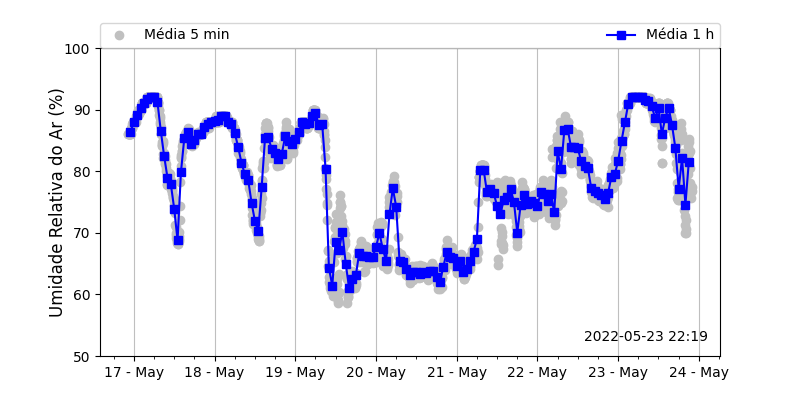 Média 5 min
Média 1 h
Umidade Relativa do Ar (%)
100
90
80
70
60
50
2022-05-23 22:19
17 - May
18 - May
19 - May
20 - May
21 - May
22 - May
23 - May
24 - May